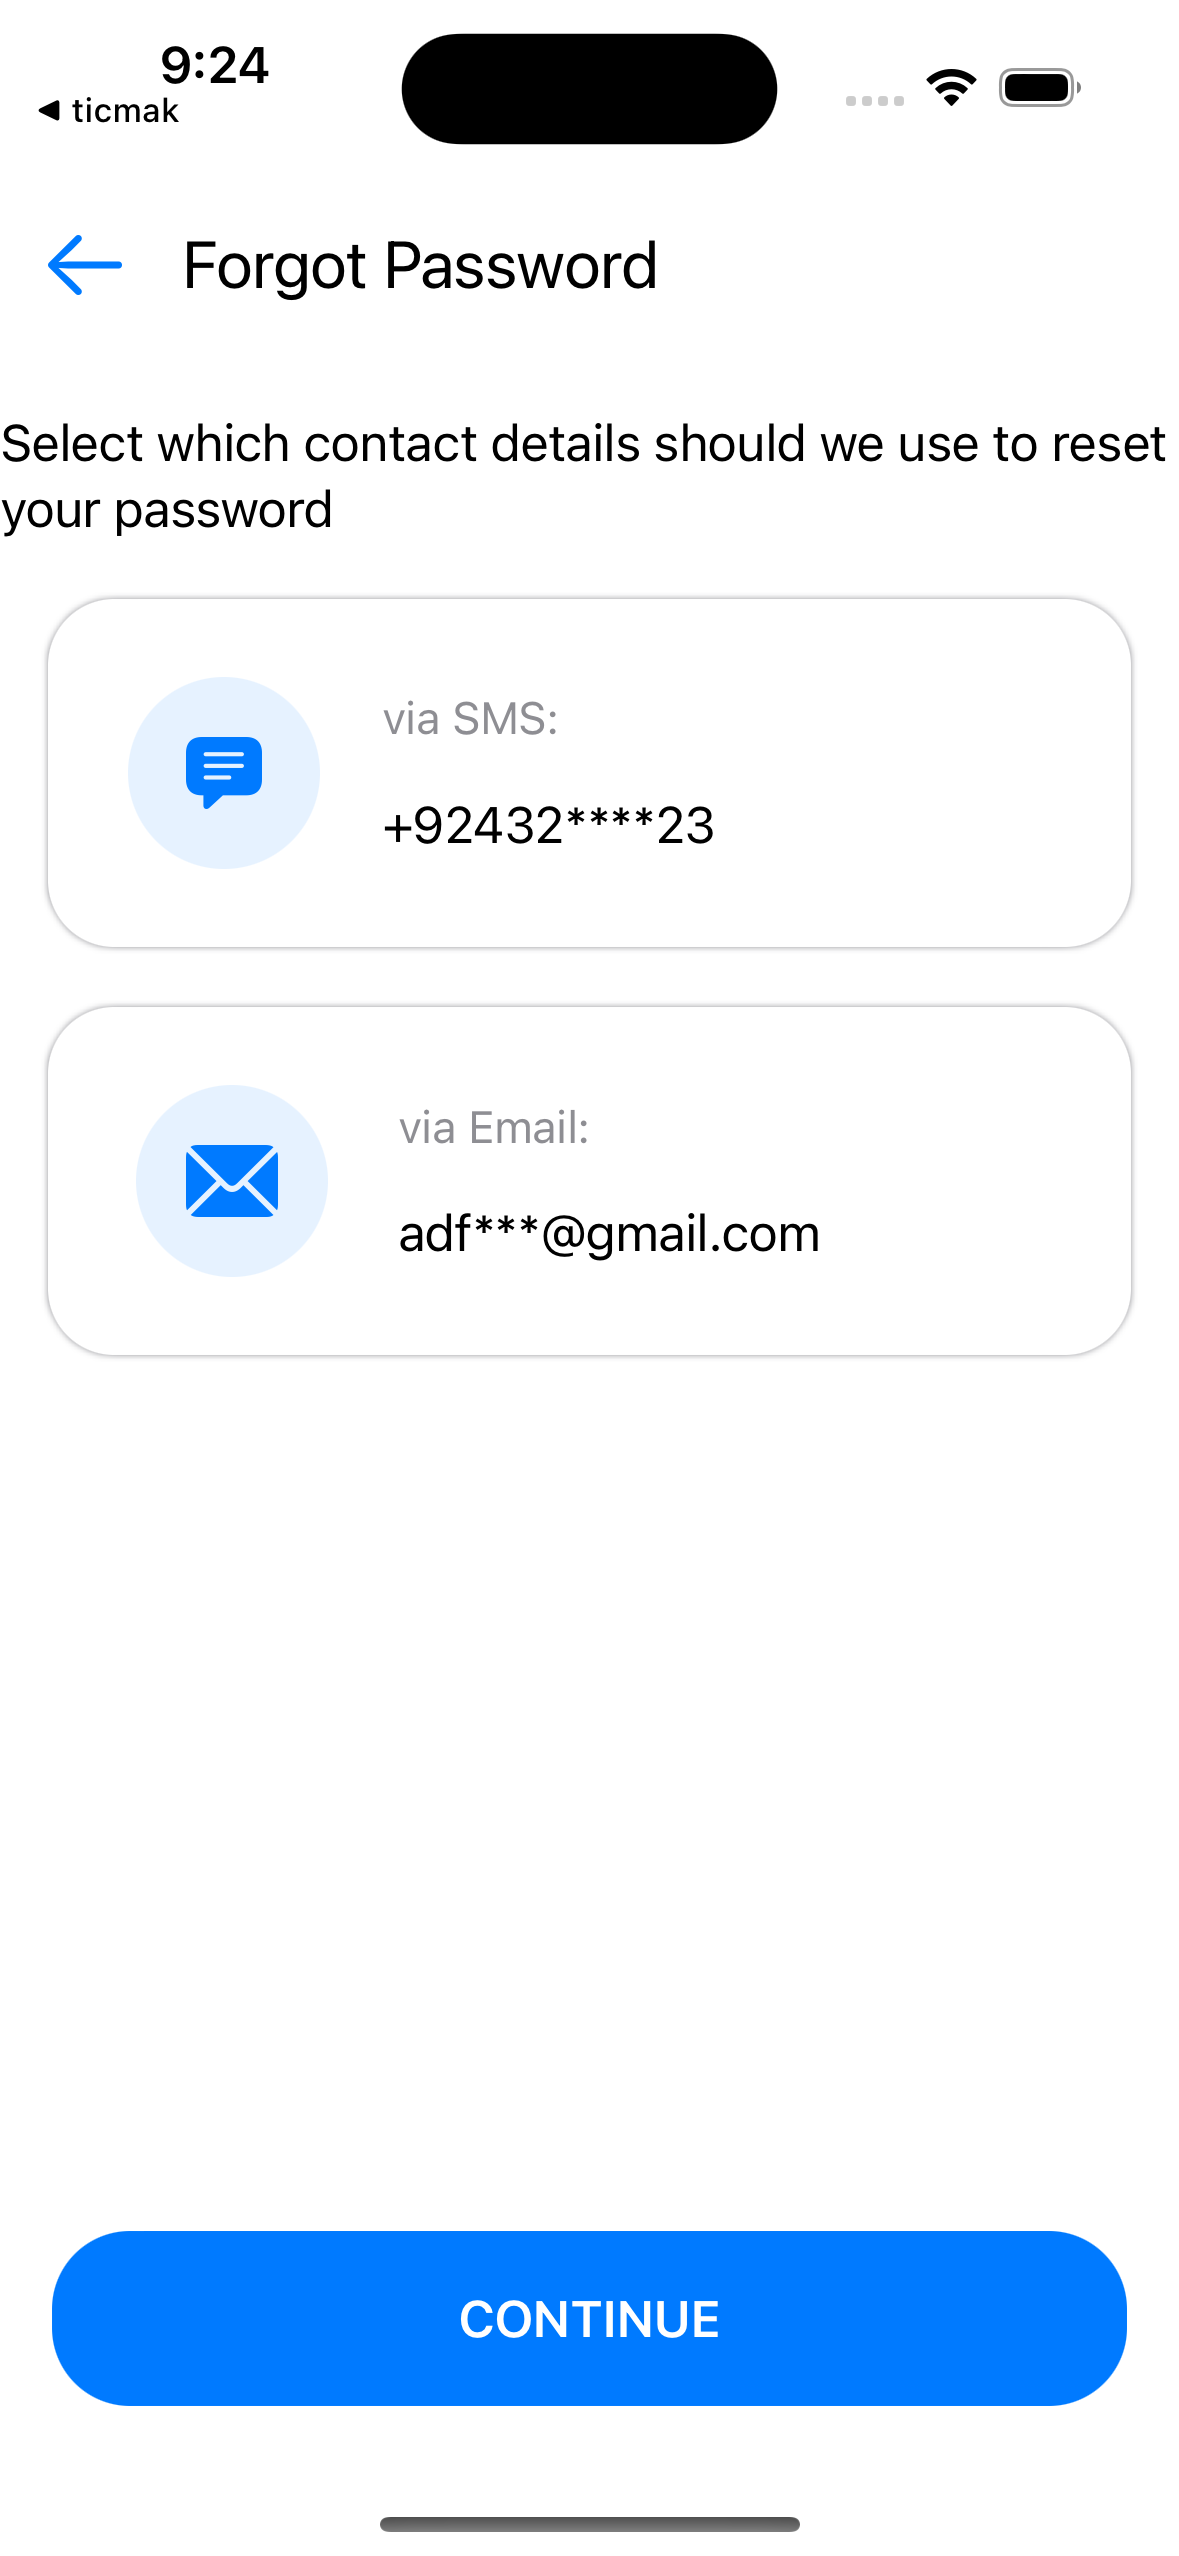 9:24
ticmak
Forgot Password
Select which contact details should we use to reset
your password
via SMS:
+92432****23
via Email:
adf***@gmail.com
CONTINUE